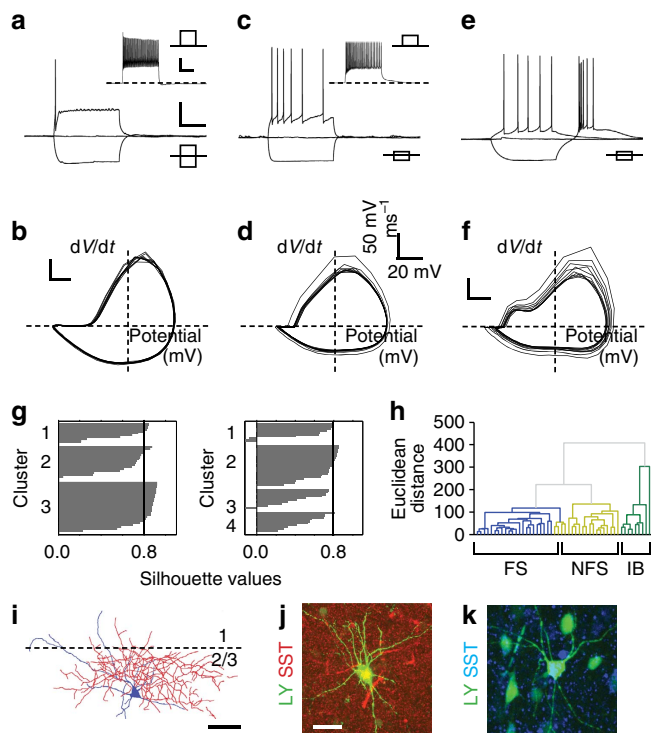 a
c
e
b
d
f
dV/dt
dV/dt
50 mV
ms⁻¹
20 mV
dV/dt
Potential
(mV)
Potential
(mV)
Potential
(mV)
g
Cluster
1
2
3
0.0
0.8
Cluster
1
2
3
4
0.0
0.8
Silhouette values
h
Euclidean
distance
500
400
300
200
100
0
FS
NFS
IB
i
1
2/3
j
LY SST
k
LY SST